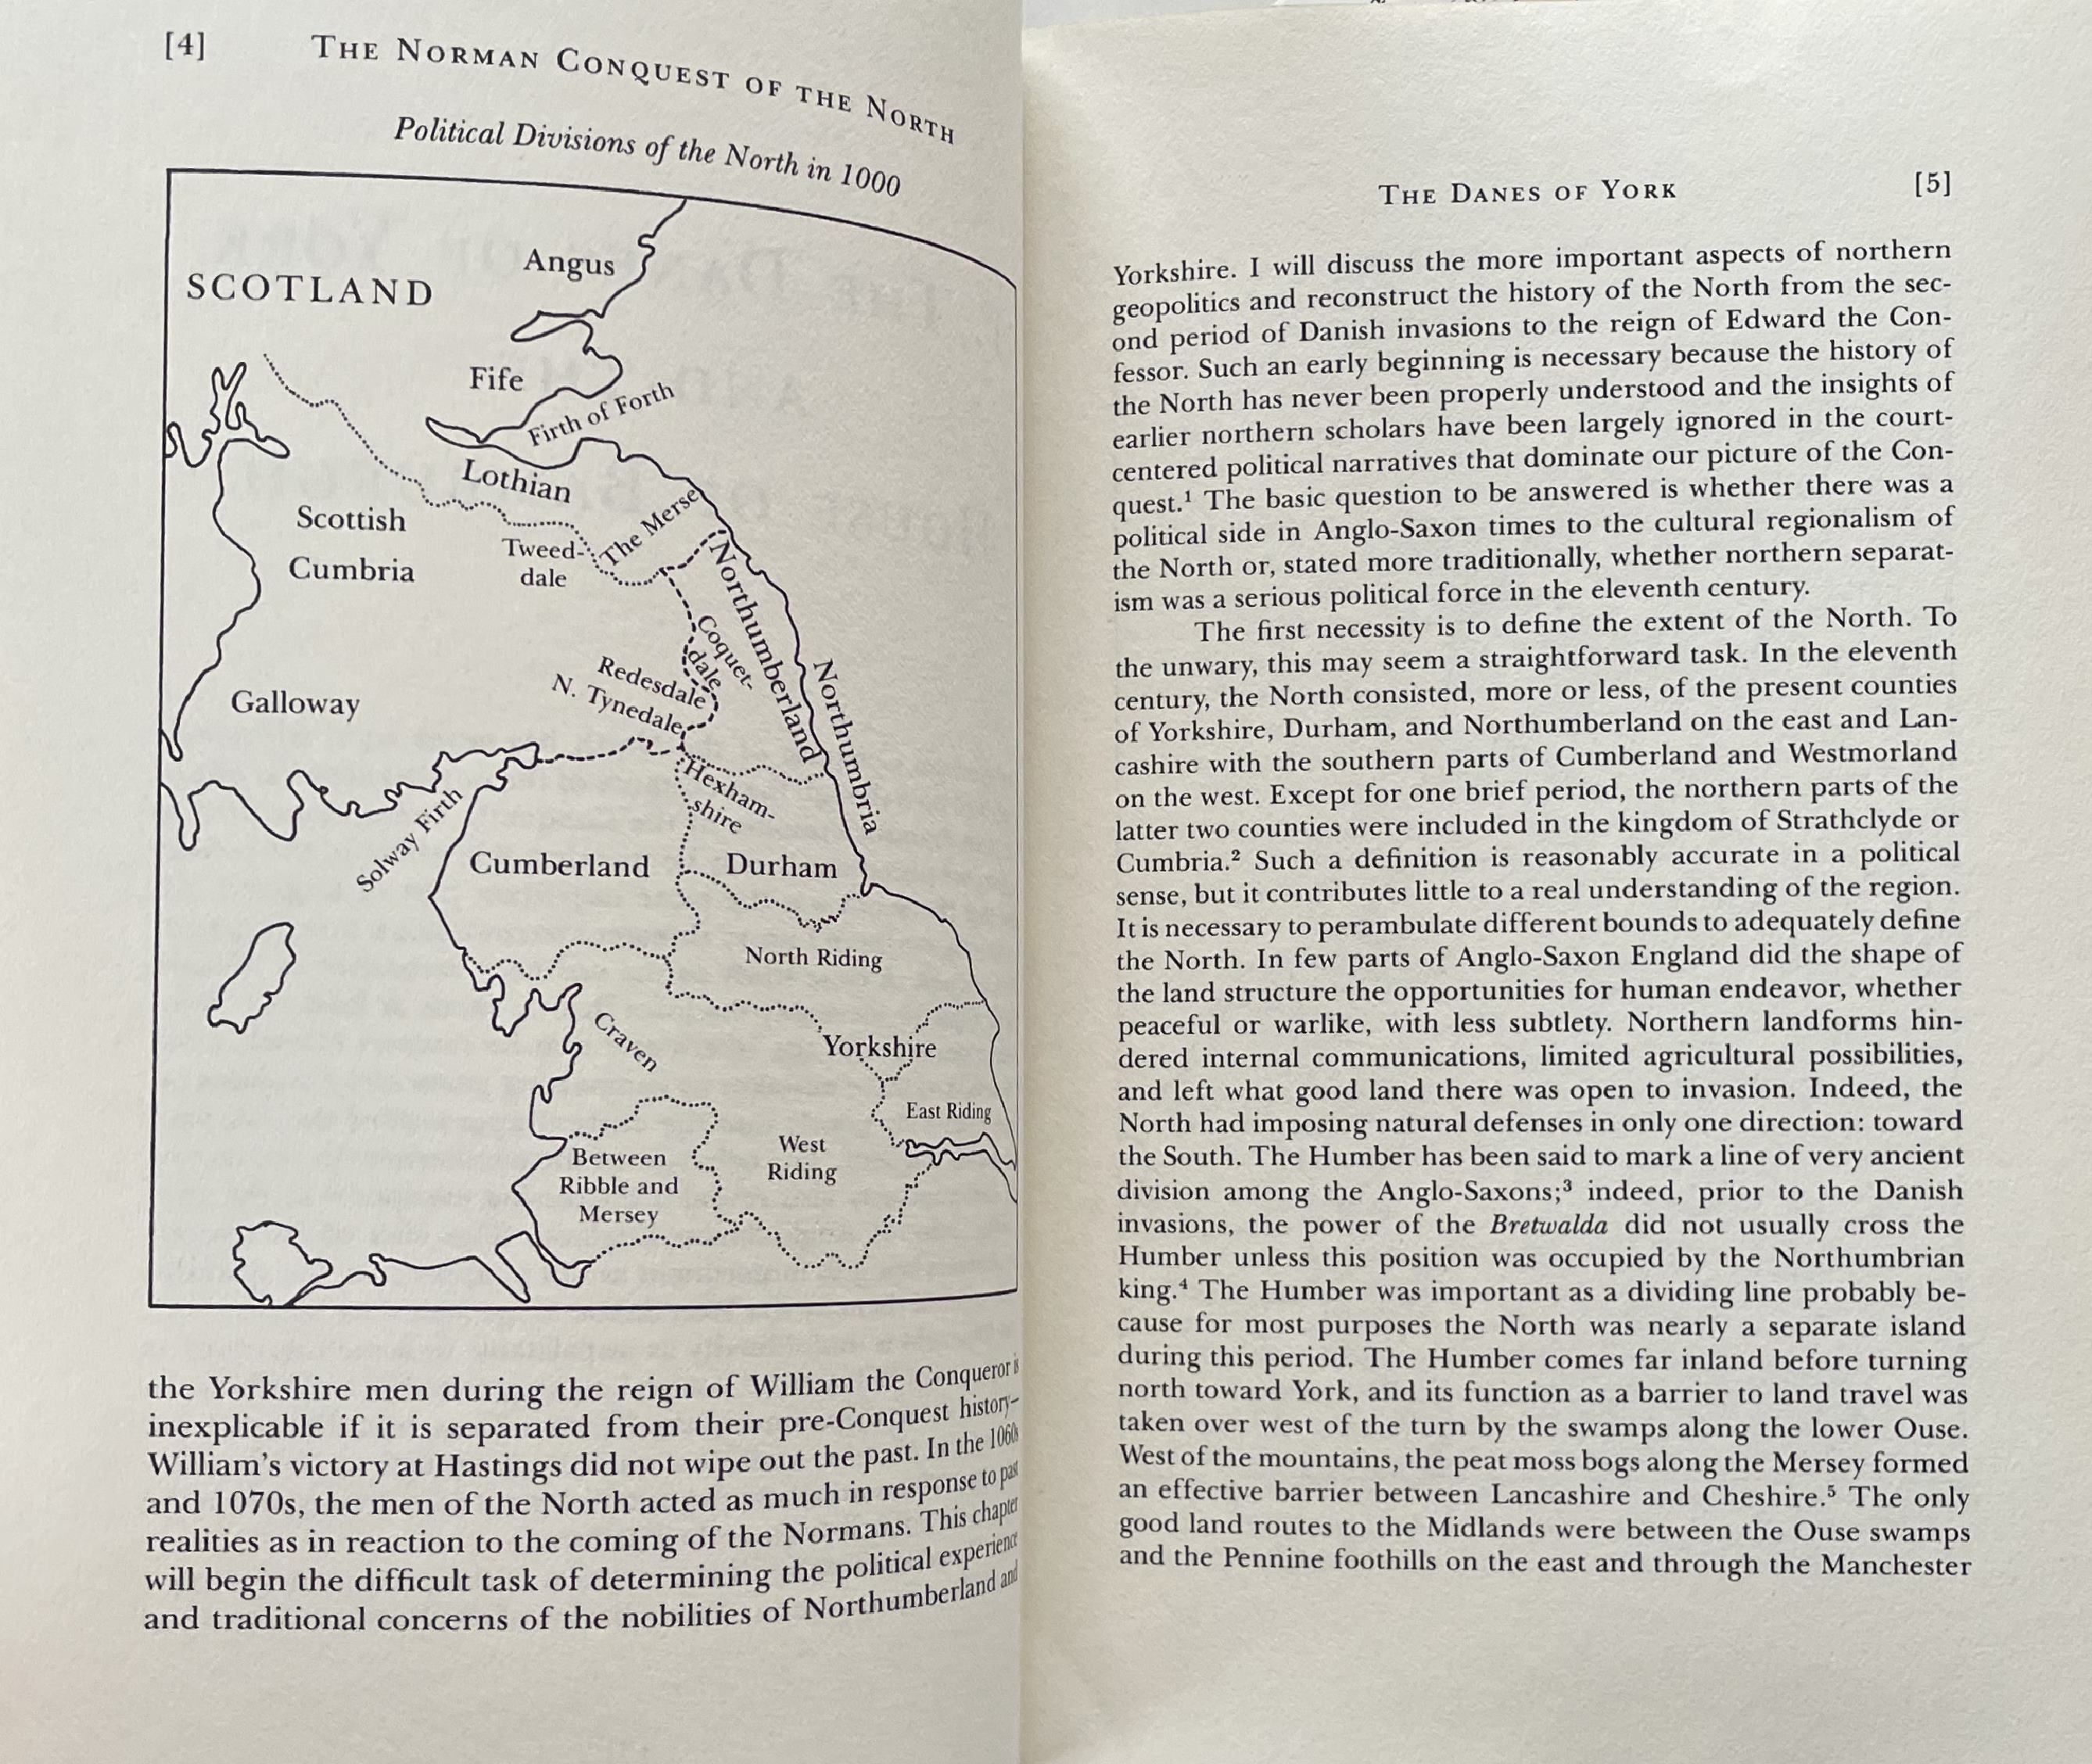 [4] THE NORMAN CONQUEST OF THE NORTH
Political Divisions of the North in 1000
Angus
SCOTLAND
Fife
Firth of Forth
Lothian
The Merse
Scottish
Cumbria
Tweed-
dale
Northumberland
Coquet-
dale
Redesdale
N. Tynedale
Northumbria
Galloway
Hexham-
shire
Solway Firth
Cumberland
Durham
North Riding
Craven
Yorkshire
East Riding
West
Riding
Between
Ribble and
Mersey
the Yorkshire men during the reign of William the Conqueror is
inexplicable if it is separated from their pre-Conquest history—
William's victory at Hastings did not wipe out the past. In the 1060s
and 1070s, the men of the North acted as much in response to past
realities as in reaction to the coming of the Normans. This chapter
will begin the difficult task of determining the political experience
and traditional concerns of the nobilities of Northumberland and
THE DANES OF YORK [5]
Yorkshire. I will discuss the more important aspects of northern
geopolitics and reconstruct the history of the North from the sec-
ond period of Danish invasions to the reign of Edward the Con-
fessor. Such an early beginning is necessary because the history of
the North has never been properly understood and the insights of
earlier northern scholars have been largely ignored in the court-
centered political narratives that dominate our picture of the Con-
quest.¹ The basic question to be answered is whether there was a
political side in Anglo-Saxon times to the cultural regionalism of
the North or, stated more traditionally, whether northern separat-
ism was a serious political force in the eleventh century.
The first necessity is to define the extent of the North. To
the unwary, this may seem a straightforward task. In the eleventh
century, the North consisted, more or less, of the present counties
of Yorkshire, Durham, and Northumberland on the east and Lan-
cashire with the southern parts of Cumberland and Westmorland
on the west. Except for one brief period, the northern parts of the
latter two counties were included in the kingdom of Strathclyde or
Cumbria.² Such a definition is reasonably accurate in a political
sense, but it contributes little to a real understanding of the region.
It is necessary to perambulate different bounds to adequately define
the North. In few parts of Anglo-Saxon England did the shape of
the land structure the opportunities for human endeavor, whether
peaceful or warlike, with less subtlety. Northern landforms hin-
dered internal communications, limited agricultural possibilities,
and left what good land there was open to invasion. Indeed, the
North had imposing natural defenses in only one direction: toward
the South. The Humber has been said to mark a line of very ancient
division among the Anglo-Saxons;³ indeed, prior to the Danish
invasions, the power of the Bretwalda did not usually cross the
Humber unless this position was occupied by the Northumbrian
king.⁴ The Humber was important as a dividing line probably be-
cause for most purposes the North was nearly a separate island
during this period. The Humber comes far inland before turning
north toward York, and its function as a barrier to land travel was
taken over west of the turn by the swamps along the lower Ouse.
West of the mountains, the peat moss bogs along the Mersey formed
an effective barrier between Lancashire and Cheshire.⁵ The only
good land routes to the Midlands were between the Ouse swamps
and the Pennine foothills on the east and through the Manchester